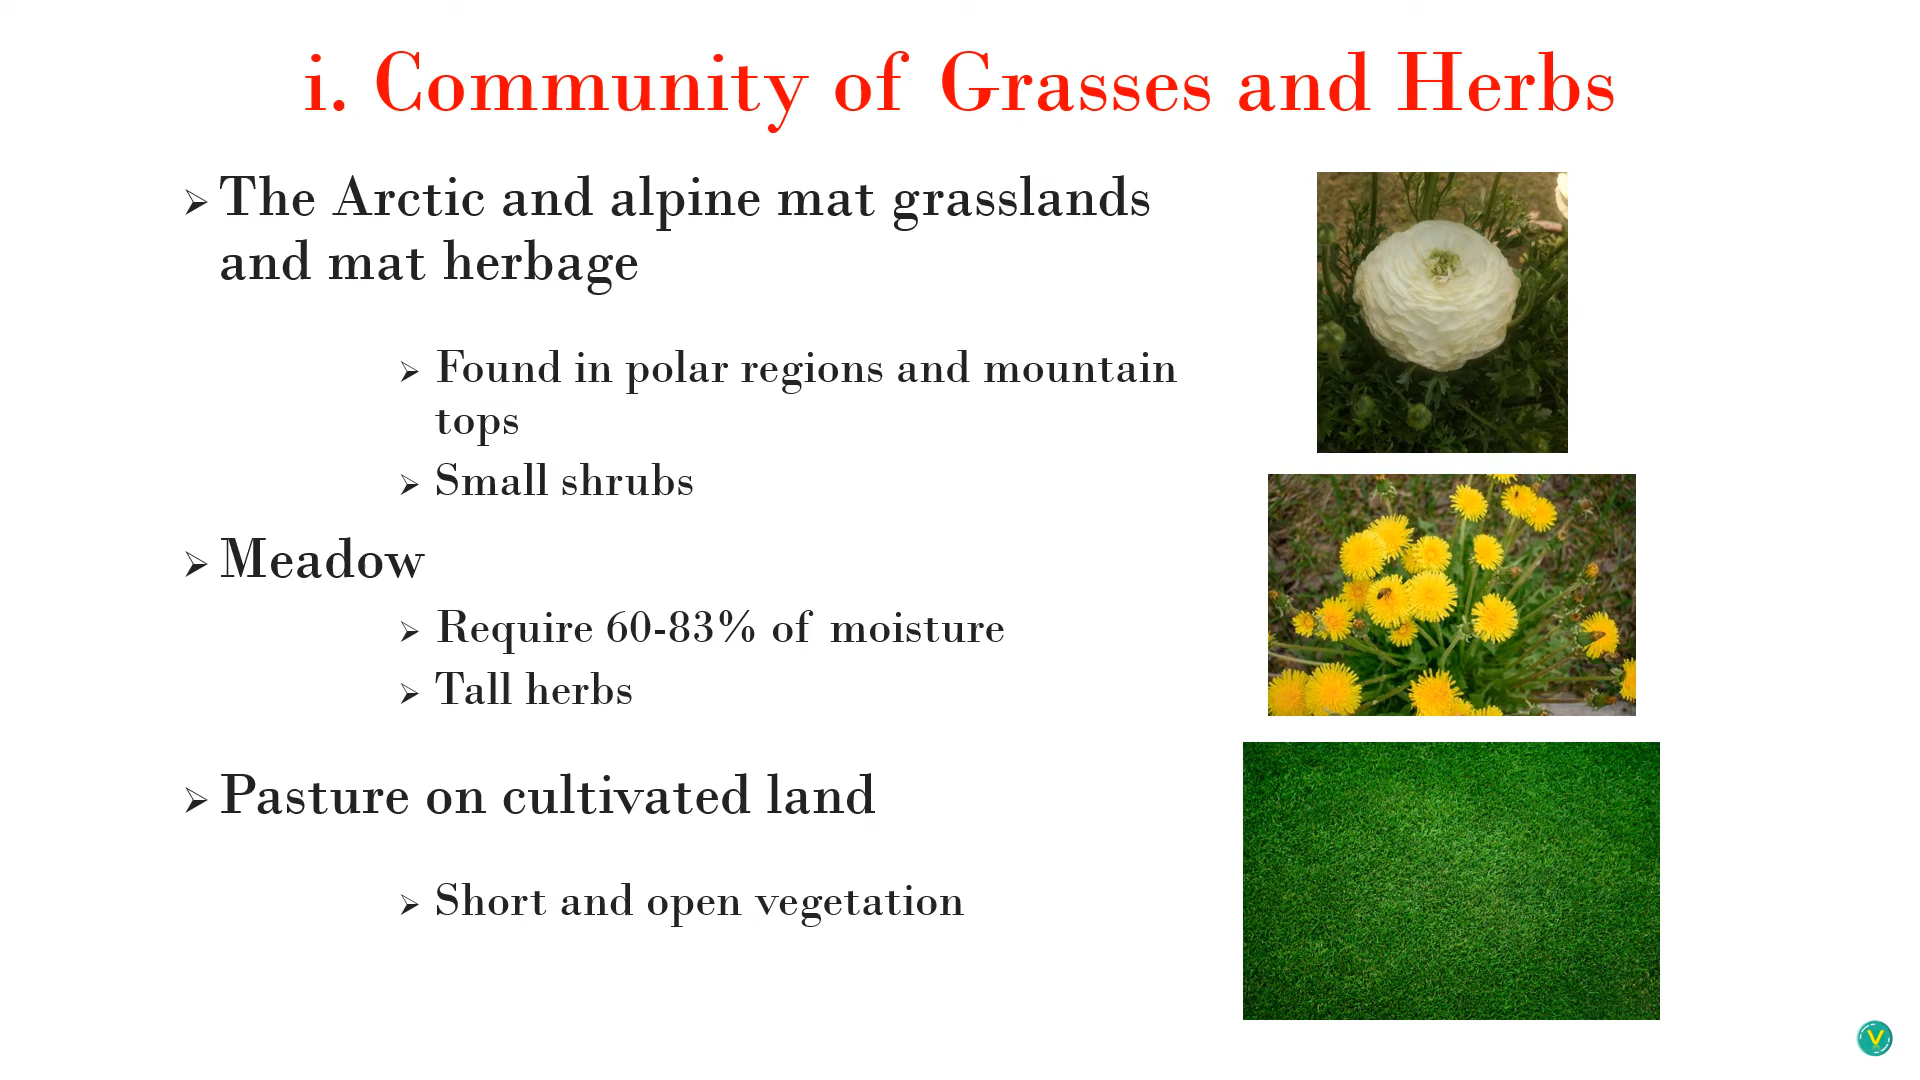 i. Community of Grasses and Herbs
➢ The Arctic and alpine mat grasslands
and mat herbage
➢ Found in polar regions and mountain
tops
➢ Small shrubs
➢ Meadow
➢ Require 60-83% of moisture
➢ Tall herbs
➢ Pasture on cultivated land
➢ Short and open vegetation
V